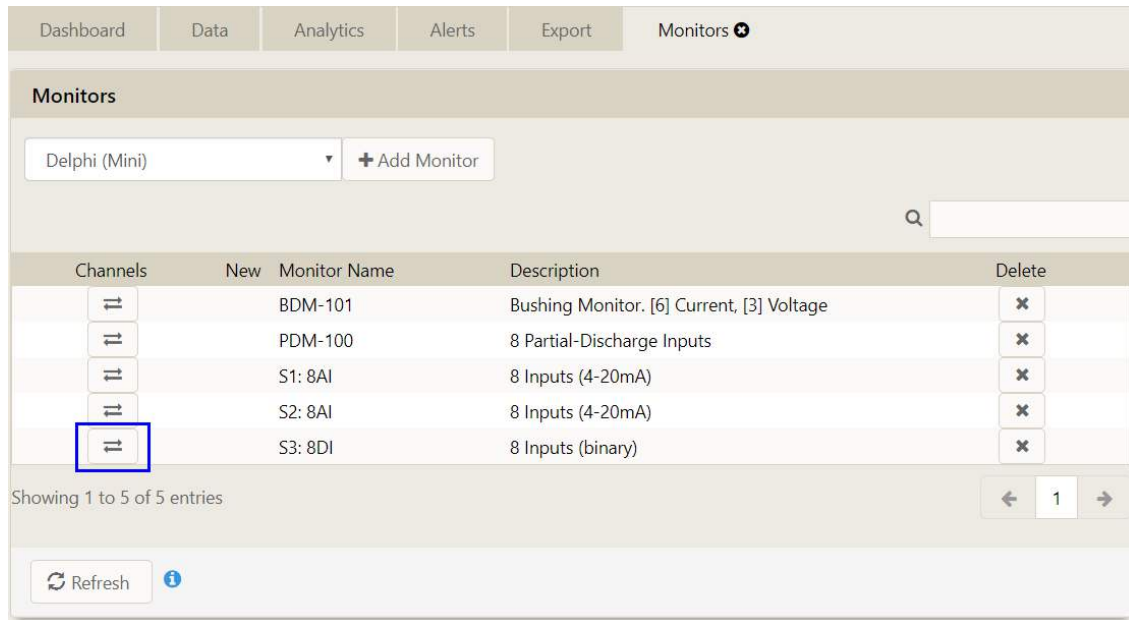 Dashboard Data Analytics Alerts Export Monitors
Monitors
Delphi (Mini) Add Monitor
Channels New Monitor Name Description Delete
BDM-101 Bushing Monitor. [6] Current, [3] Voltage
PDM-100 8 Partial-Discharge Inputs
S1: 8AI 8 Inputs (4-20mA)
S2: 8AI 8 Inputs (4-20mA)
S3: 8DI 8 Inputs (binary)
Showing 1 to 5 of 5 entries 1
Refresh